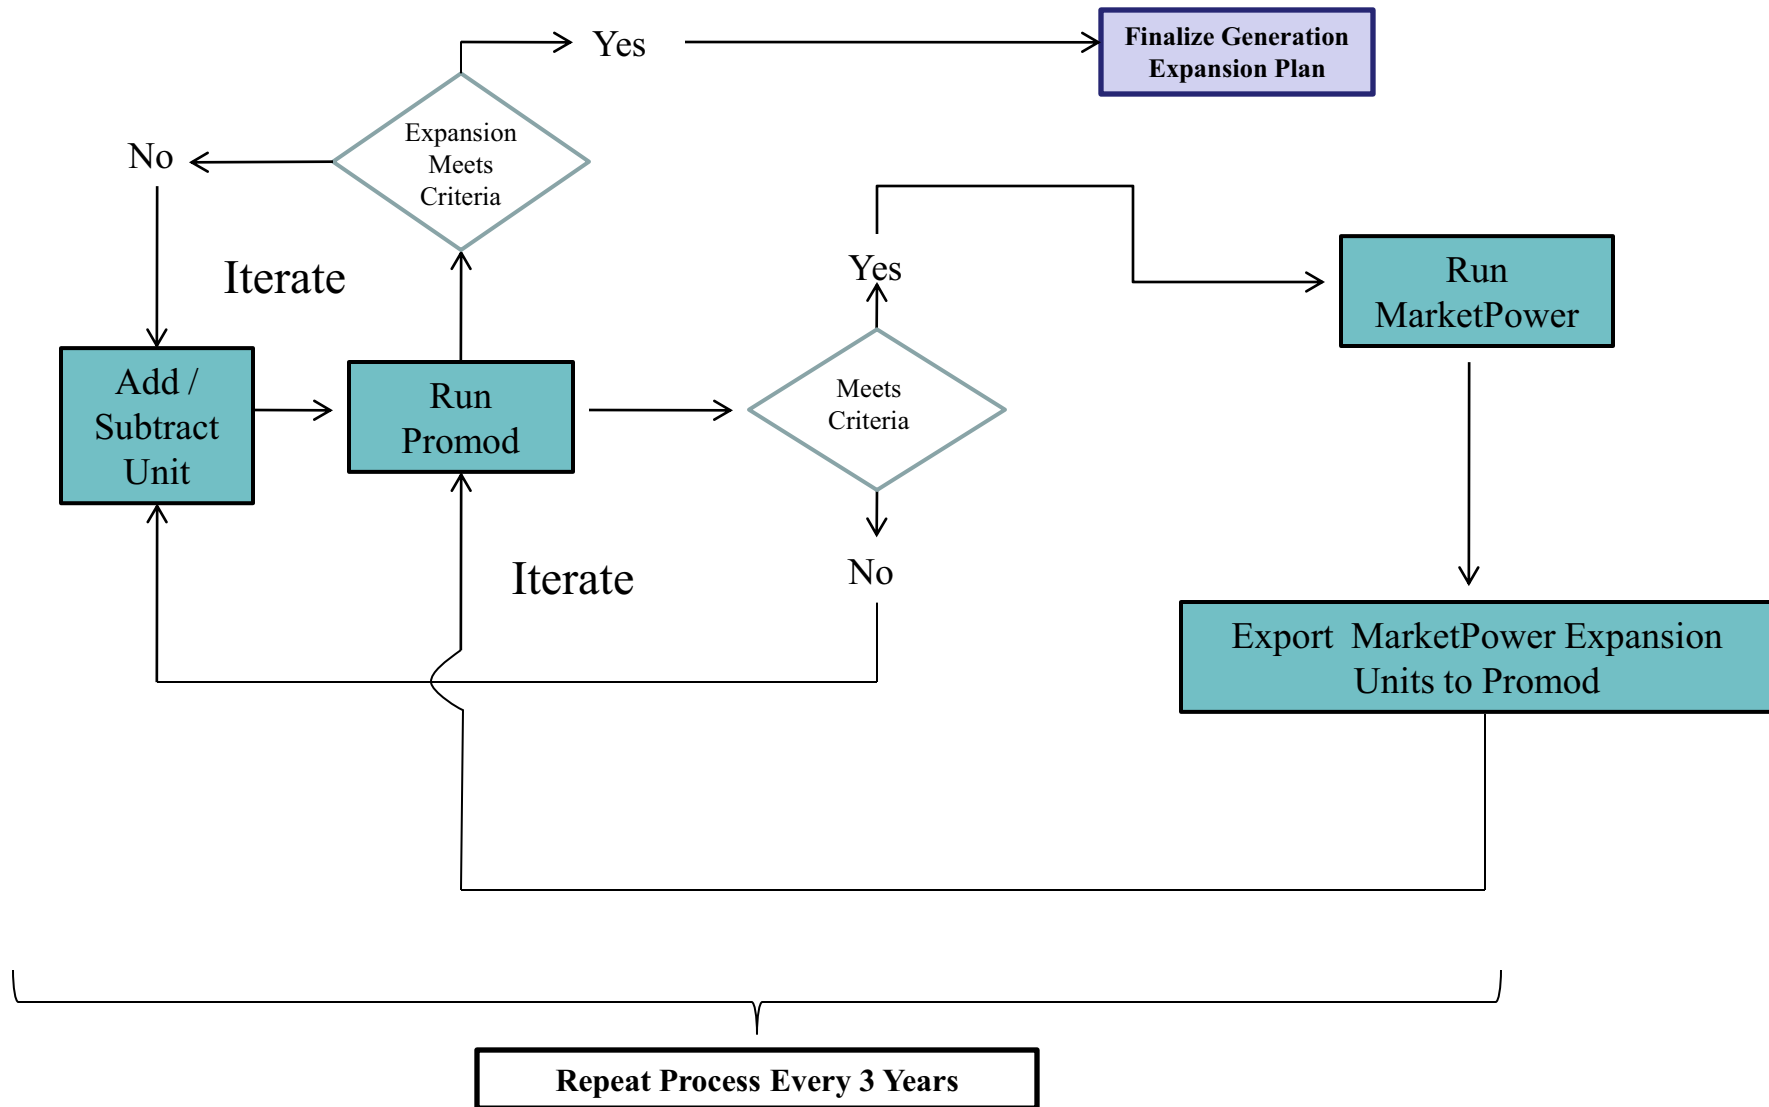 Yes
Finalize Generation
Expansion Plan
Expansion
Meets
Criteria
No
Iterate
Yes
Run
MarketPower
Add /
Subtract
Unit
Run
Promod
Meets
Criteria
Iterate
No
Export  MarketPower Expansion
Units to Promod
Repeat Process Every 3 Years